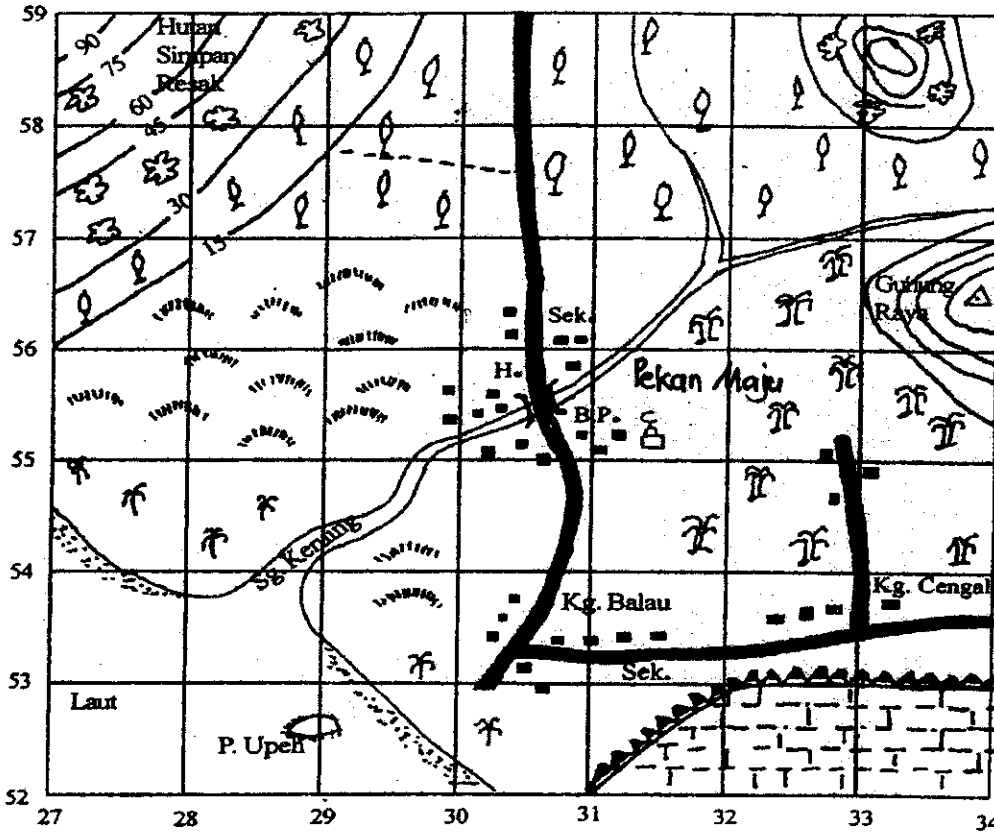 59
58
57
56
55
54
53
52
27
28
29
30
31
32
33
34
90
75
60
45
30
15
Hutan
Simpan
Resak
Sek.
Gunung
Raya
H.
Pekan Maju
B.P.
Sg. Kenang
Kg. Balau
Kg. Cengal
Sek.
Laut
P. Upeh